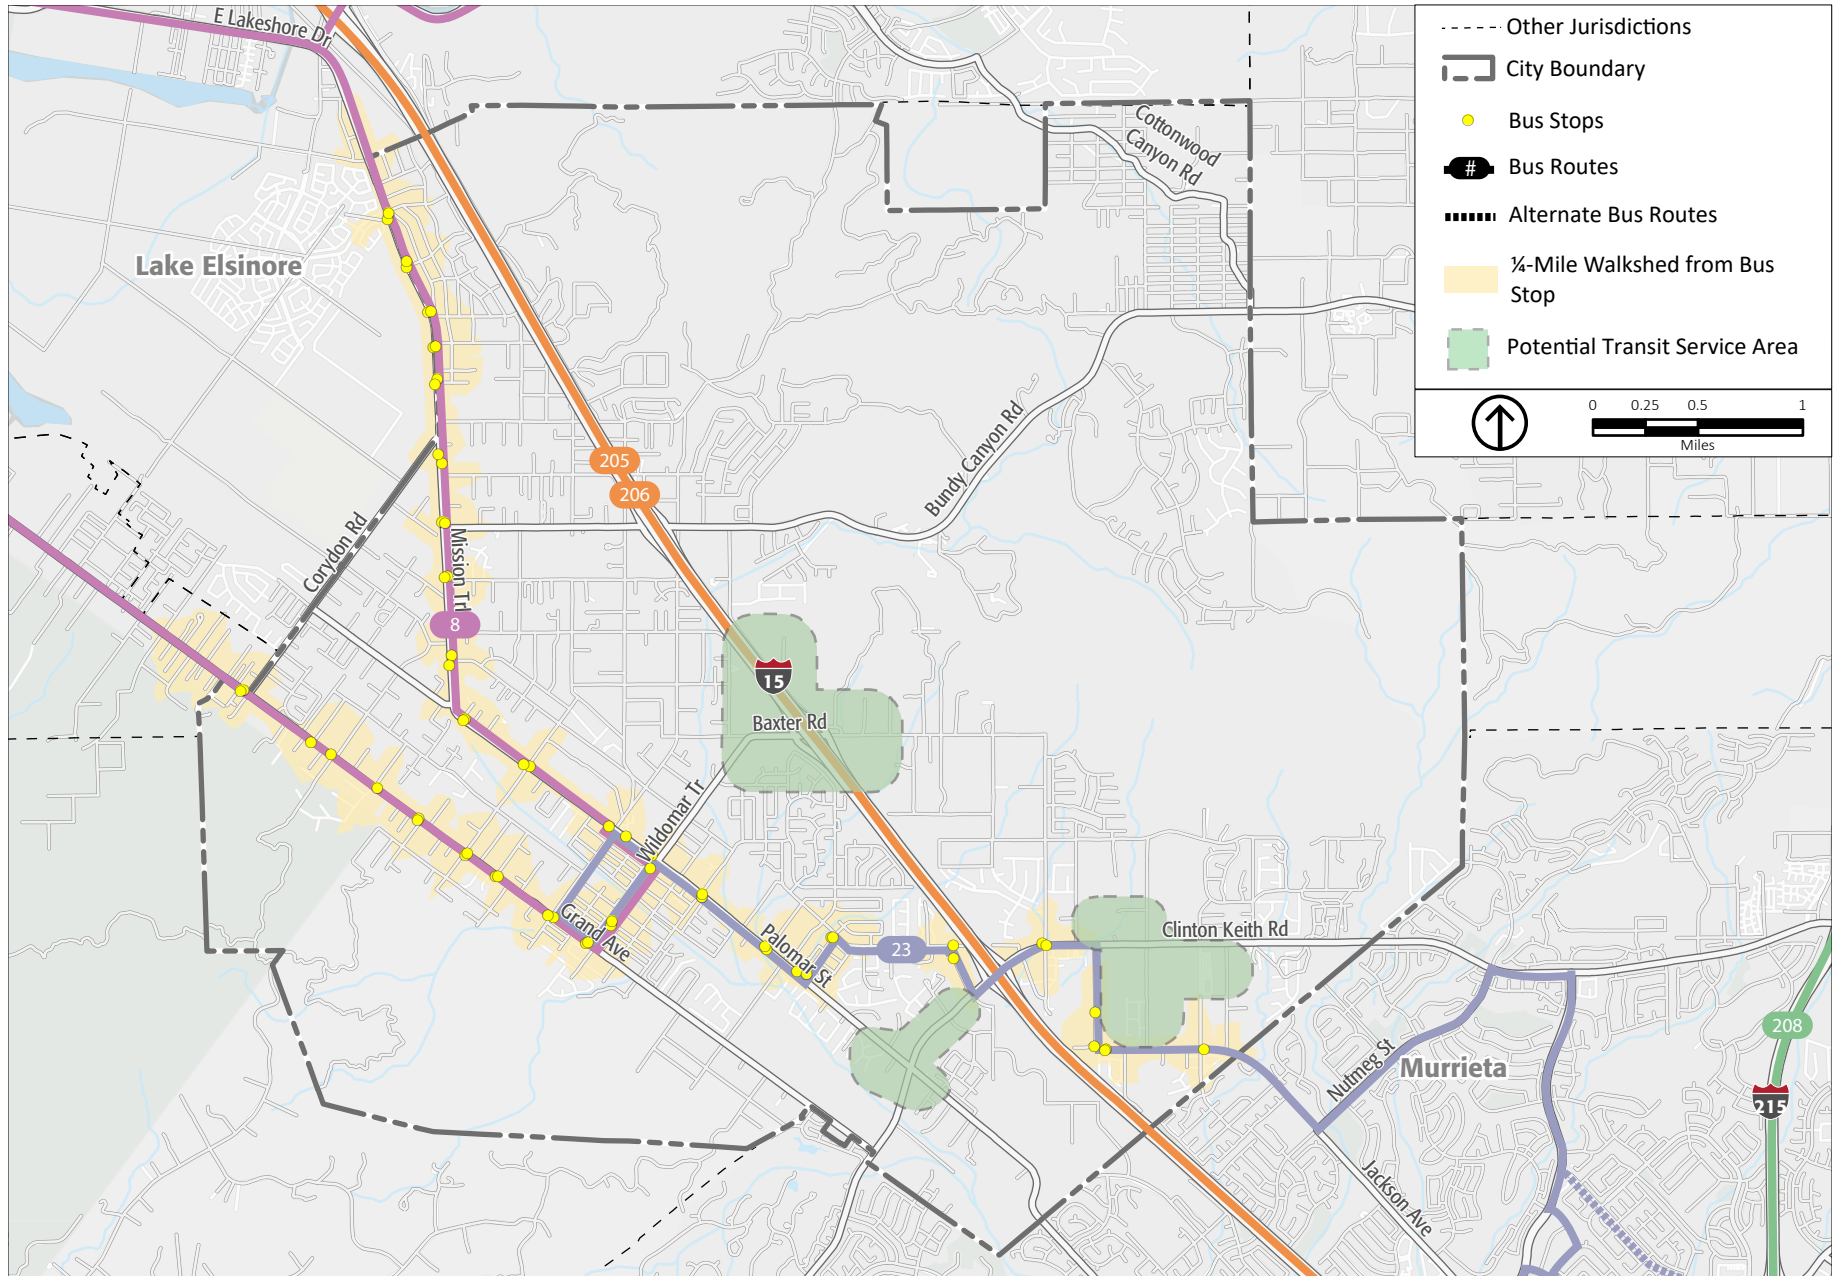 Other Jurisdictions
City Boundary
Bus Stops
# Bus Routes
Alternate Bus Routes
¼-Mile Walkshed from Bus
Stop
Potential Transit Service Area
0 0.25 0.5 1
Miles
E Lakeshore Dr
Cottonwood
Canyon Rd
Lake Elsinore
Bundy Canyon Rd
205
206
Corydon Rd
Mission Trl
8
15
Baxter Rd
Wildomar Tr
Grand Ave
Palomar St
23
Clinton Keith Rd
208
Nutmeg St
Murrieta
215
Jackson Ave